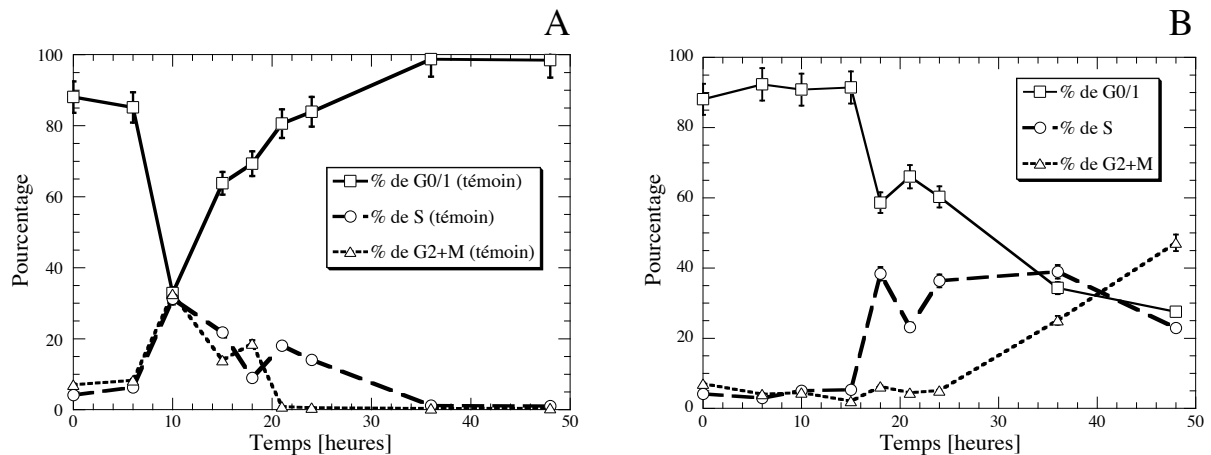 A
Pourcentage
100
80
60
40
20
0
0
10
20
30
40
50
Temps [heures]
% de G0/1 (témoin)
% de S (témoin)
% de G2+M (témoin)
B
Pourcentage
100
80
60
40
20
0
0
10
20
30
40
50
Temps [heures]
% de G0/1
% de S
% de G2+M